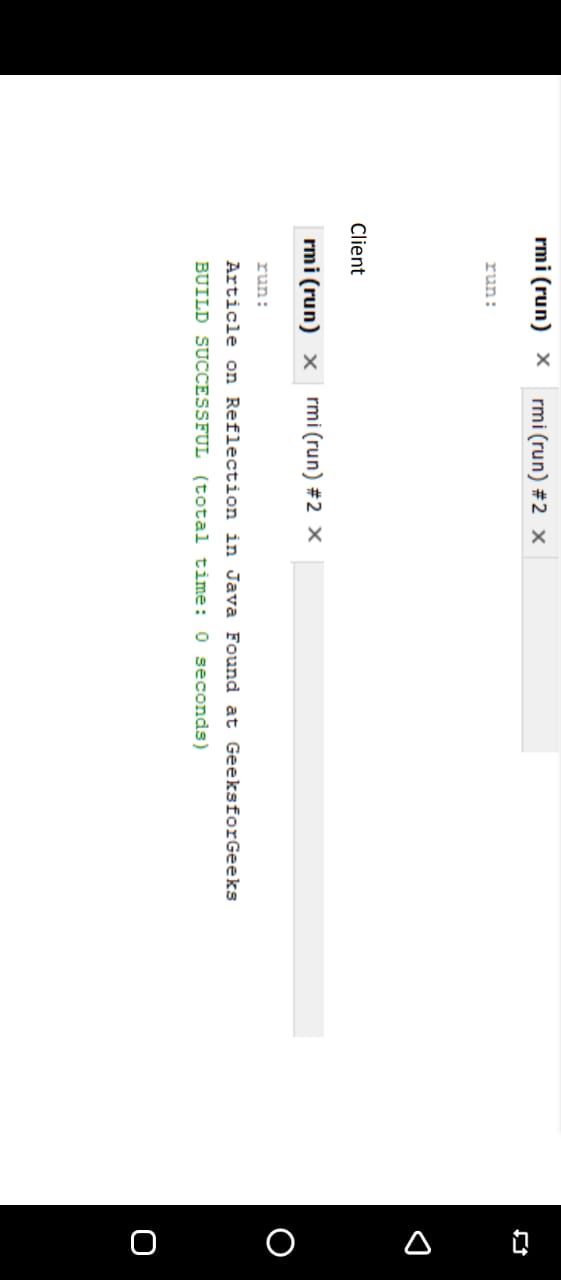 rmi (run) × rmi (run) #2 ×
run:
Client
rmi (run) × rmi (run) #2 ×
run:
Article on Reflection in Java Found at GeeksforGeeks
BUILD SUCCESSFUL (total time: 0 seconds)